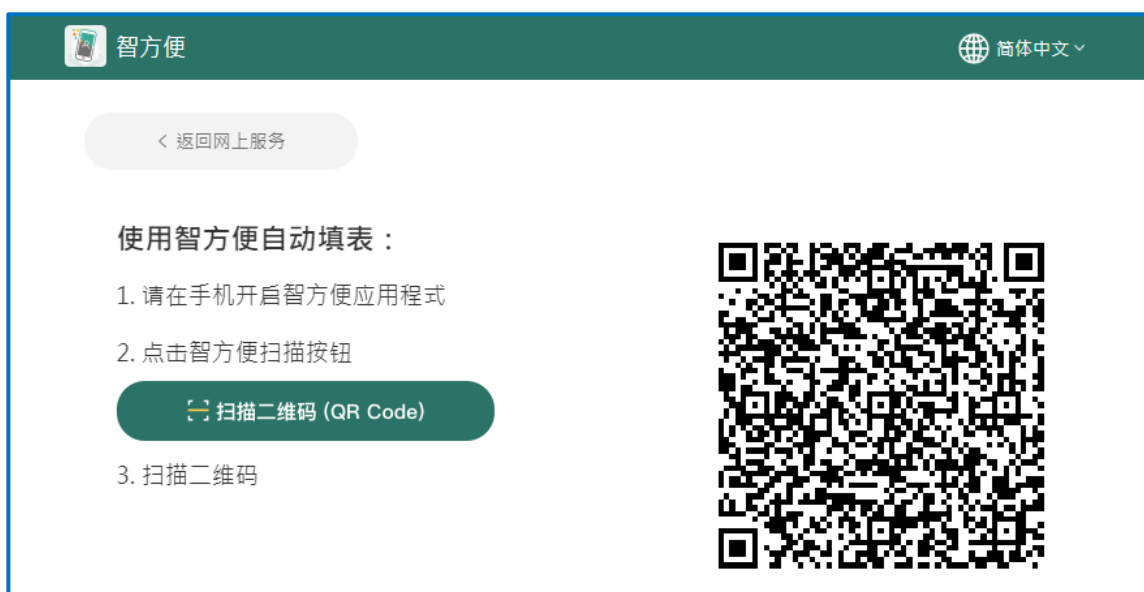 智方便
简体中文
返回网上服务
使用智方便自动填表：
1. 请在手机开启智方便应用程式
2. 点击智方便扫描按钮
扫描二维码 (QR Code)
3. 扫描二维码